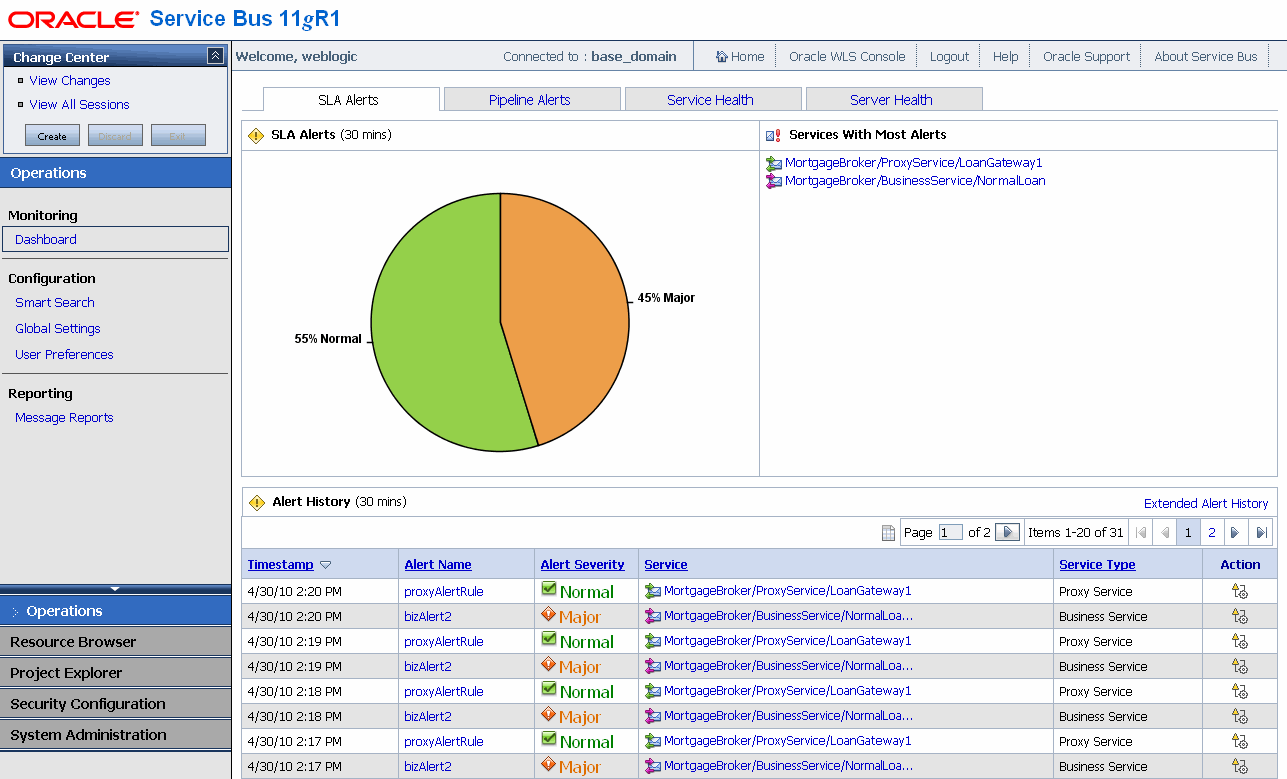 ORACLE Service Bus 11gR1
Change Center
View Changes
View All Sessions
Create Discard Exit
Welcome, weblogic Connected to : base_domain Home Oracle WLS Console Logout Help Oracle Support About Service Bus
Operations
Monitoring
Dashboard
Configuration
Smart Search
Global Settings
User Preferences
Reporting
Message Reports
Operations
Resource Browser
Project Explorer
Security Configuration
System Administration
SLA Alerts Pipeline Alerts Service Health Server Health
SLA Alerts (30 mins)
45% Major
55% Normal
Services With Most Alerts
MortgageBroker/ProxyService/LoanGateway1
MortgageBroker/BusinessService/NormalLoan
Alert History (30 mins) Extended Alert History
Page 1 of 2 Items 1-20 of 31 1 2
Timestamp Alert Name Alert Severity Service Service Type Action
4/30/10 2:20 PM proxyAlertRule Normal MortgageBroker/ProxyService/LoanGateway1 Proxy Service
4/30/10 2:20 PM bizAlert2 Major MortgageBroker/BusinessService/NormalLoa... Business Service
4/30/10 2:19 PM proxyAlertRule Normal MortgageBroker/ProxyService/LoanGateway1 Proxy Service
4/30/10 2:19 PM bizAlert2 Major MortgageBroker/BusinessService/NormalLoa... Business Service
4/30/10 2:18 PM proxyAlertRule Normal MortgageBroker/ProxyService/LoanGateway1 Proxy Service
4/30/10 2:18 PM bizAlert2 Major MortgageBroker/BusinessService/NormalLoa... Business Service
4/30/10 2:17 PM proxyAlertRule Normal MortgageBroker/ProxyService/LoanGateway1 Proxy Service
4/30/10 2:17 PM bizAlert2 Major MortgageBroker/BusinessService/NormalLoa... Business Service